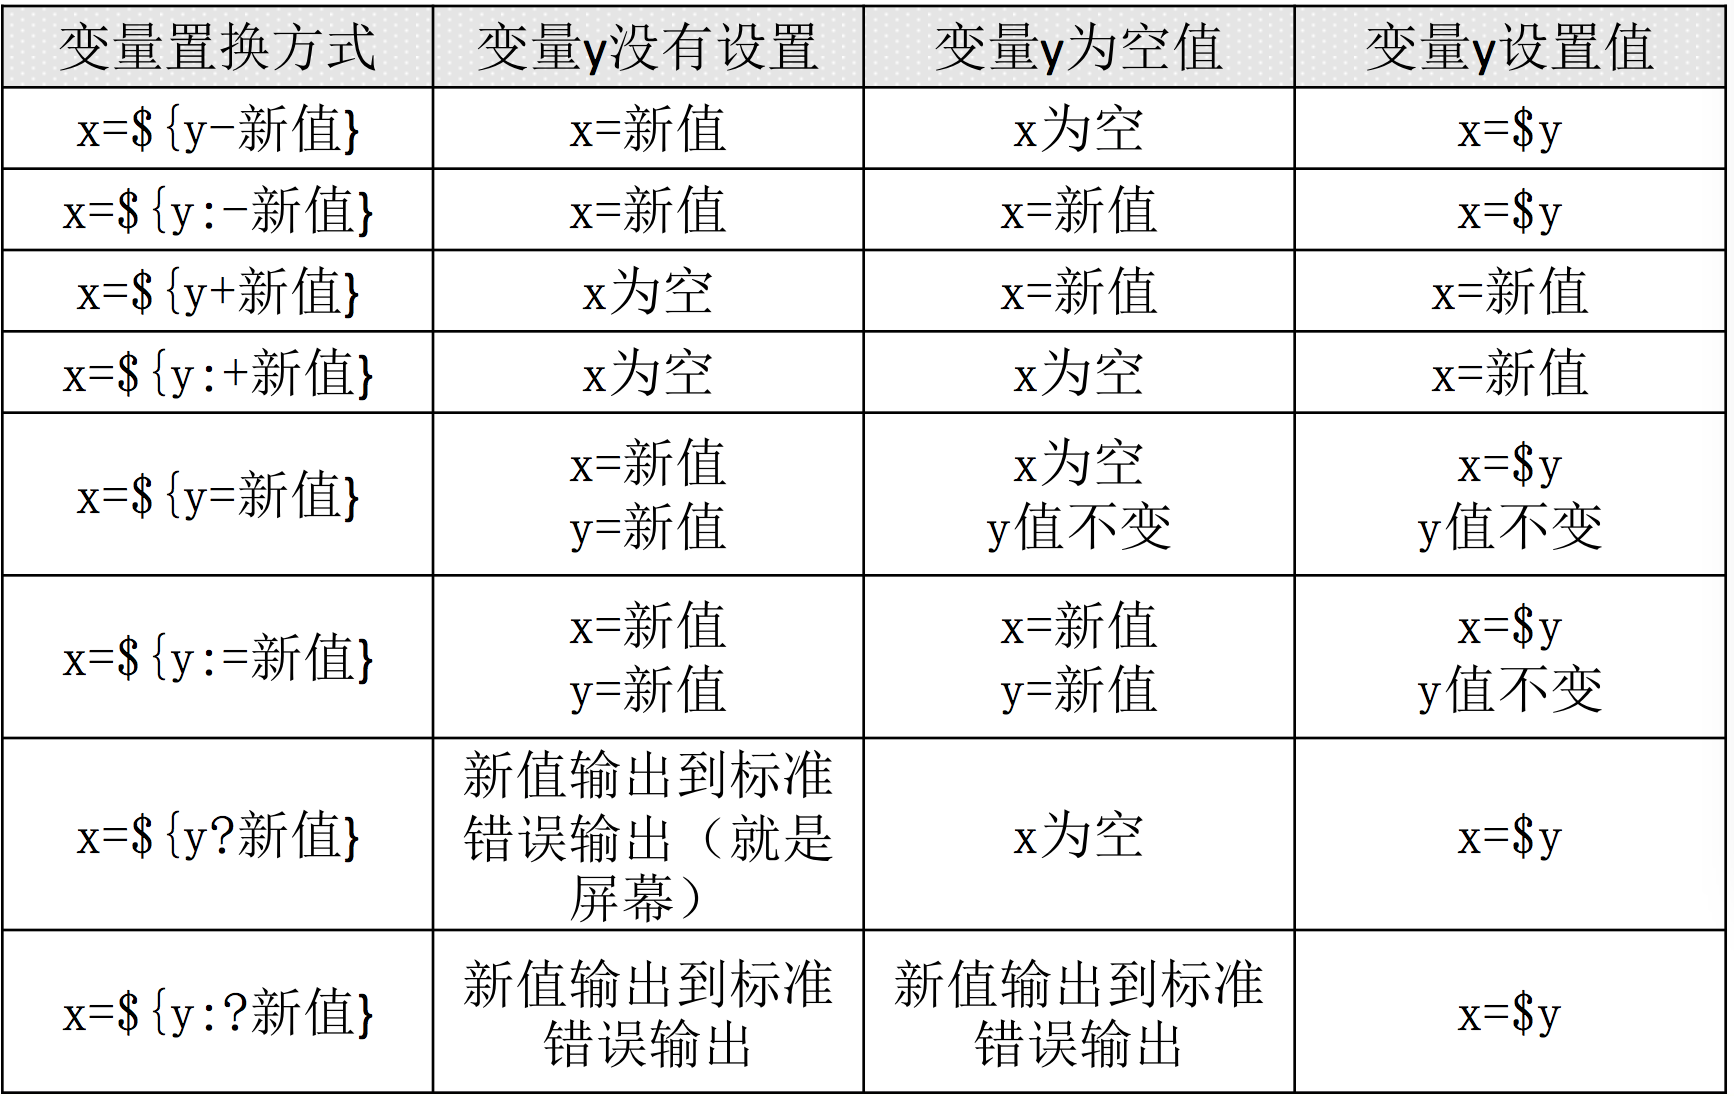 变量置换方式 变量y没有设置 变量y为空值 变量y设置值
x=${y-新值} x=新值 x为空 x=$y
x=${y:-新值} x=新值 x=新值 x=$y
x=${y+新值} x为空 x=新值 x=新值
x=${y:+新值} x为空 x为空 x=新值
x=${y=新值}
x=新值
y=新值
x为空
y值不变
x=$y
y值不变
x=${y:=新值}
x=新值
y=新值
x=新值
y=新值
x=$y
y值不变
x=${y?新值}
新值输出到标准
错误输出（就是
屏幕）
x为空
x=$y
x=${y:?新值}
新值输出到标准
错误输出
新值输出到标准
错误输出
x=$y